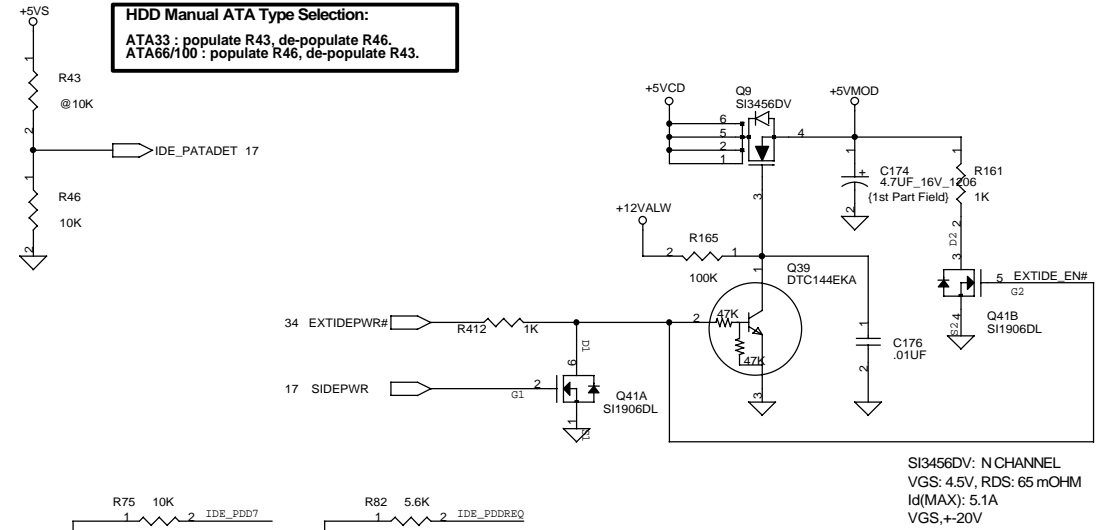 +5VS
HDD Manual ATA Type Selection:
ATA33 : populate R43, de-populate R46.
ATA66/100 : populate R46, de-populate R43.
1
R43
@10K
2
IDE_PATADET 17
1
R46
10K
2
+5VCD
Q9
SI3456DV
+5VMOD
6
5
2
1
4
3
1
+
C174
4.7UF_16V_1206
{1st Part Field}
2
1
R161
1K
2
+12VALW
R165
2
1
100K
1
Q39
DTC144EKA
2
47K
47K
3
D2
3
5
EXTIDE_EN#
G2
Q41B
SI1906DL
S2
4
1
C176
.01UF
2
34 EXTIDEPWR#
R412
1K
D1
6
17 SIDEPWR
G1
2
Q41A
SI1906DL
1
S1
SI3456DV: N CHANNEL
VGS: 4.5V, RDS: 65 mOHM
Id(MAX): 5.1A
VGS,+-20V
R75 10K
1
2
IDE_PDD7
R82 5.6K
1
2
IDE_PDDREQ